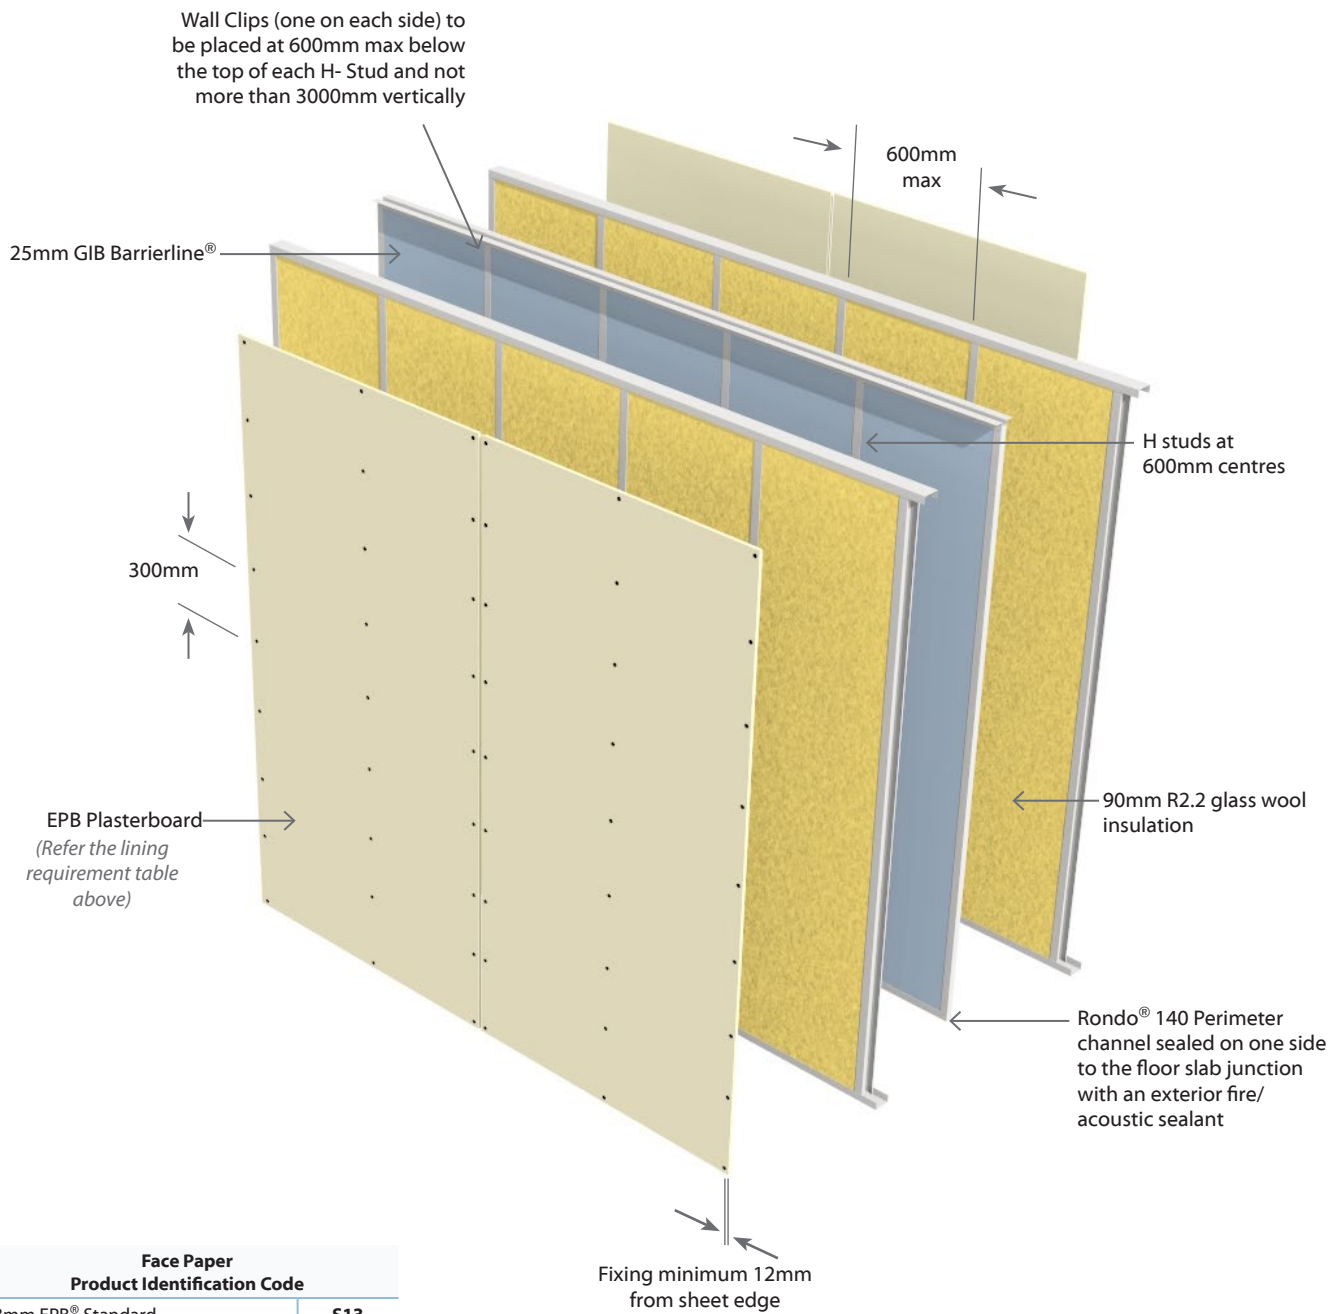 Wall Clips (one on each side) to
be placed at 600mm max below
the top of each H- Stud and not
more than 3000mm vertically
600mm
max
25mm GIB Barrierline®
H studs at
600mm centres
300mm
EPB Plasterboard
(Refer the lining
requirement table
above)
90mm R2.2 glass wool
insulation
Rondo® 140 Perimeter
channel sealed on one side
to the floor slab junction
with an exterior fire/
acoustic sealant
Fixing minimum 12mm
from sheet edge
Face Paper
Product Identification Code
mm EPB® Standard S13